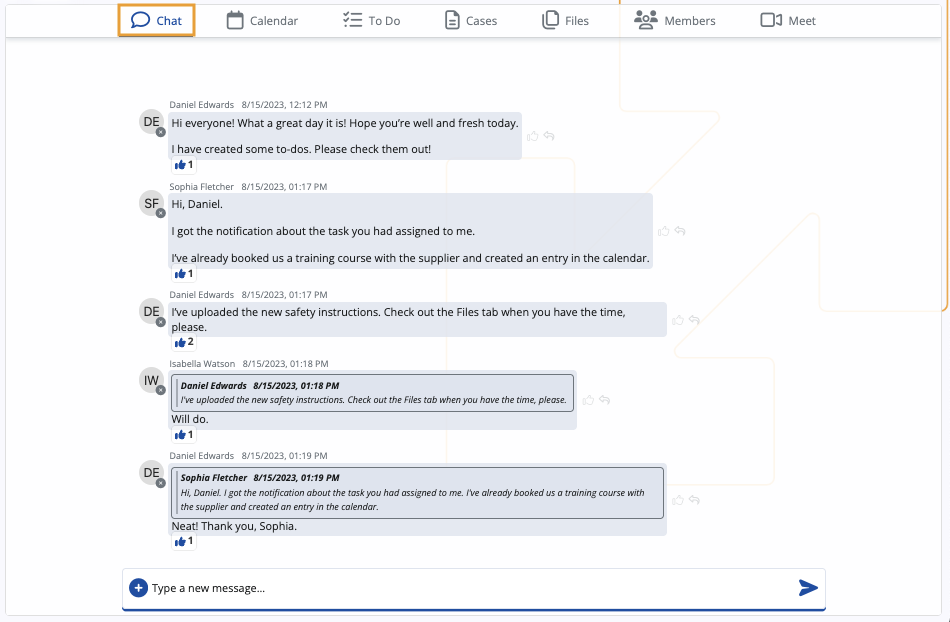 Chat Calendar To Do Cases Files Members Meet
Daniel Edwards 8/15/2023, 12:12 PM
DE
Hi everyone! What a great day it is! Hope you’re well and fresh today.
I have created some to-dos. Please check them out!
1
Sophia Fletcher 8/15/2023, 01:17 PM
SF
Hi, Daniel.
I got the notification about the task you had assigned to me.
I’ve already booked us a training course with the supplier and created an entry in the calendar.
1
Daniel Edwards 8/15/2023, 01:17 PM
DE
I’ve uploaded the new safety instructions. Check out the Files tab when you have the time,
please.
2
Isabella Watson 8/15/2023, 01:18 PM
IW
Daniel Edwards 8/15/2023, 01:18 PM
I’ve uploaded the new safety instructions. Check out the Files tab when you have the time, please.
Will do.
1
Daniel Edwards 8/15/2023, 01:19 PM
DE
Sophia Fletcher 8/15/2023, 01:19 PM
Hi, Daniel. I got the notification about the task you had assigned to me. I’ve already booked us a training course with
the supplier and created an entry in the calendar.
Neat! Thank you, Sophia.
1
Type a new message...